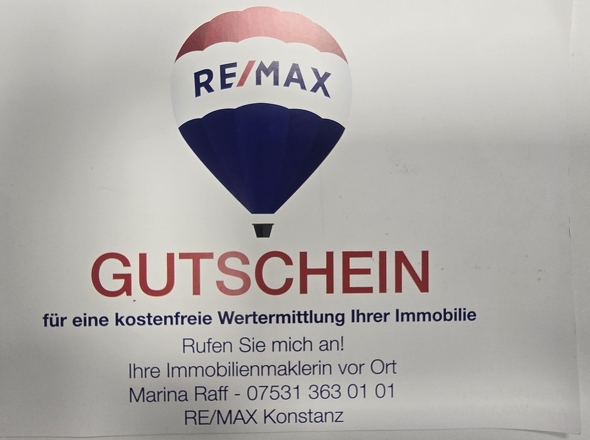 RE/MAX
GUTSCHEIN
für eine kostenfreie Wertermittlung Ihrer Immobilie
Rufen Sie mich an!
Ihre Immobilienmaklerin vor Ort
Marina Raff - 07531 363 01 01
RE/MAX Konstanz